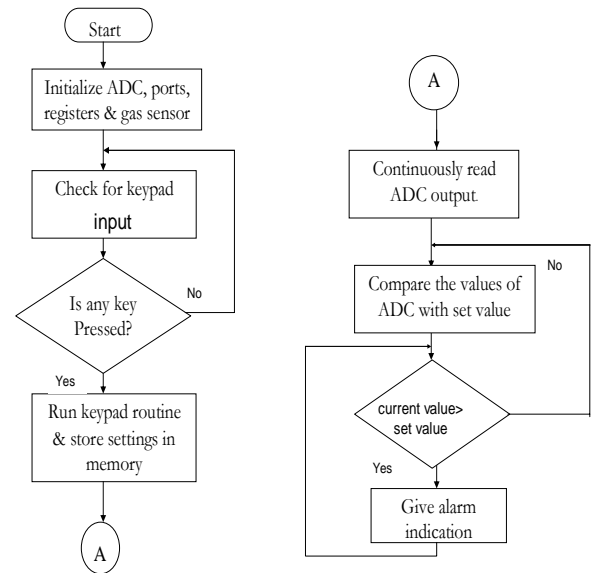 Start
Initialize ADC, ports,
registers & gas sensor
Check for keypad
input
Is any key
Pressed?
No
Yes
Run keypad routine
& store settings in
memory
A
A
Continuously read
ADC output.
Compare the values of
ADC with set value
No
current value>
set value
Yes
Give alarm
indication